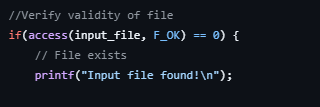 //Verify validity of file
if(access(input_file, F_OK) == 0) {
    // File exists
    printf("Input file found!\n");